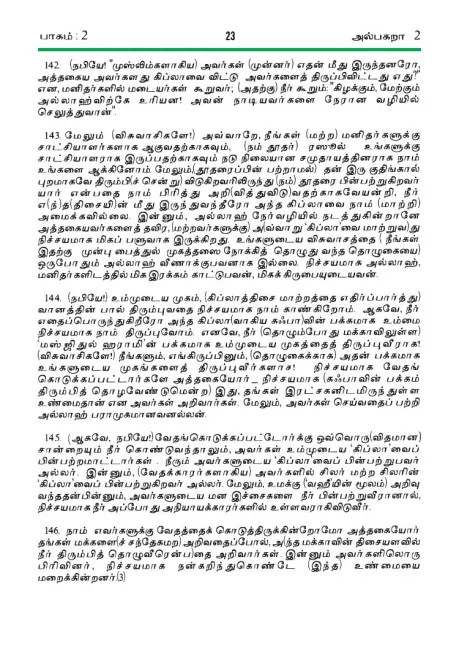 பாகம் : 2 23 அல்பகறா 2
142. (நபியே! "முஸ்லிம்களாகிய) அவர்கள் (முன்னர்) எதன் மீது இருந்தனரோ,
அத்தகைய அவர்களது கிப்லாவை விட்டு அவர்களைத் திருப்பிவிட்டது எது?"
என, மனிதர்களில் மடையர்கள் கூறுவர்; (அதற்கு) நீர் கூறும்: "கிழக்கும், மேற்கும்
அல்லாஹ்விற்கே உரியன! அவன் நாடியவர்களை நேரான வழியில்
செலுத்துவான்".
143. மேலும் (விசுவாசிகளே!) அவ்வாறே, நீங்கள் (மற்ற) மனிதர்களுக்கு
சாட்சியாளர்களாக ஆகுவதற்காகவும், (நம் தூதர்) ரஸூல் உங்களுக்கு
சாட்சியாளராக இருப்பதற்காகவும் நடு நிலையான சமுதாயத்தினராக நாம்
உங்களை ஆக்கினோம். மேலும்,(தூதரைப்பின் பற்றாமல்) தன் இரு குதிங்கால்
புறமாகவே திரும்பிச் சென்று) விடுகிறவரிலிருந்து (நம்) தூதரை பின்பற்றுகிறவர்
யார் என்பதை நாம் பிரித்து அறி(வித்துவிடு)வதற்காகவேயன்றி, நீர்
எ(ந்)த(திசையி)ன் மீது இருந்துவந்தீரோ அந்த கிப்லாவை நாம் (மாற்றி)
அமைக்கவில்லை. இன்னும், அல்லாஹ் நேர்வழியில் நடத்துகின்றானே
அத்தகையவர்களைத் தவிர, (மற்றவர்களுக்கு) அ(வ்வாறு 'கிப்லாவை மாற்றுவ)து
நிச்சயமாக மிகப் பளுவாக இருக்கிறது. உங்களுடைய விசுவாசத்தை ( நீங்கள்
இதற்கு முன்பு பைத்துல் முகத்தஸை நோக்கித் தொழுது வந்த தொழுகையை)
ஒருபோதும் அல்லாஹ் வீணாக்குபவனாக இல்லை. நிச்சயமாக அல்லாஹ்,
மனிதர்களிடத்தில் மிக இரக்கம் காட்டுபவன், மிகக் கிருபையுடையவன்.
144. (நபியே!) உம்முடைய முகம், (கிப்லாத்திசை மாற்றத்தை எதிர்ப்பார்த்து)
வானத்தின் பால் திரும்புவதை நிச்சயமாக நாம் காண்கிறோம். ஆகவே, நீர்
எதைப்பொருந்துகிறீரோ அந்த கிப்லா(வாகிய கஃபா)வின் பக்கமாக உம்மை
நிச்சயமாக நாம் திருப்புவோம். எனவே, நீர் (தொழும்போது மக்காவிலுள்ள)
'மஸ்ஜிதுல் ஹராமி'ன் பக்கமாக உம்முடைய முகத்தைத் திருப்புவீராக!
(விசுவாசிகளே!) நீங்களும், எங்கிருப்பினும், (தொழுகைக்காக) அதன் பக்கமாக
உங்களுடைய முகங்களைத் திருப்புவீர்களாக! நிச்சயமாக வேதங்
கொடுக்கப்பட்டார்களே அத்தகையோர்_ நிச்சயமாக (கஃபாவின் பக்கம்
திரும்பித் தொழவேண்டுமென்ற) இது, தங்கள் இரட்சகனிடமிருந்துள்ள
உண்மைதான் என அவர்கள் அறிவார்கள். மேலும், அவர்கள் செய்வதைப் பற்றி
அல்லாஹ் பராமுகமானவனல்லன்.
145. (ஆகவே, நபியே!) வேதங்கொடுக்கப்பட்டோர்க்கு ஒவ்வொரு(விதமான)
சான்றையும் நீர் கொண்டுவந்தாலும், அவர்கள் உம்முடைய 'கிப்லா'வைப்
பின்பற்றமாட்டார்கள் . நீரும் அவர்களுடைய 'கிப்லா'வைப் பின்பற்றுபவர்
அல்லர். இன்னும், (வேதக்காரர்களாகிய) அவர்களில் சிலர் மற்ற சிலரின்
'கிப்லா'வைப் பின்பற்றுகிறவர் அல்லர். மேலும், உமக்கு ('வஹீயின் மூலம்) அறிவு
வந்ததன்பின்னும், அவர்களுடைய மன இச்சைகளை நீர் பின்பற்றுவீரானால்,
நிச்சயமாக நீர் அப்போது அநியாயக்காரர்களில் உள்ளவராகிவிடுவீர்.
146. நாம் எவர்களுக்கு வேதத்தைக் கொடுத்திருக்கின்றோமோ அத்தகையோர்
தங்கள் மக்களை(ச் சந்தேகமற) அறிவதைப்போல், அ(ந்த மக்காவின் திசையளவில்
நீர் திரும்பித் தொழுவீரென்ப)தை அறிவார்கள். இன்னும் அவர்களிலொரு
பிரிவினர், நிச்சயமாக நன்கறிந்துகொண்டே (இந்த) உண்மையை
மறைக்கின்றனர்(3)